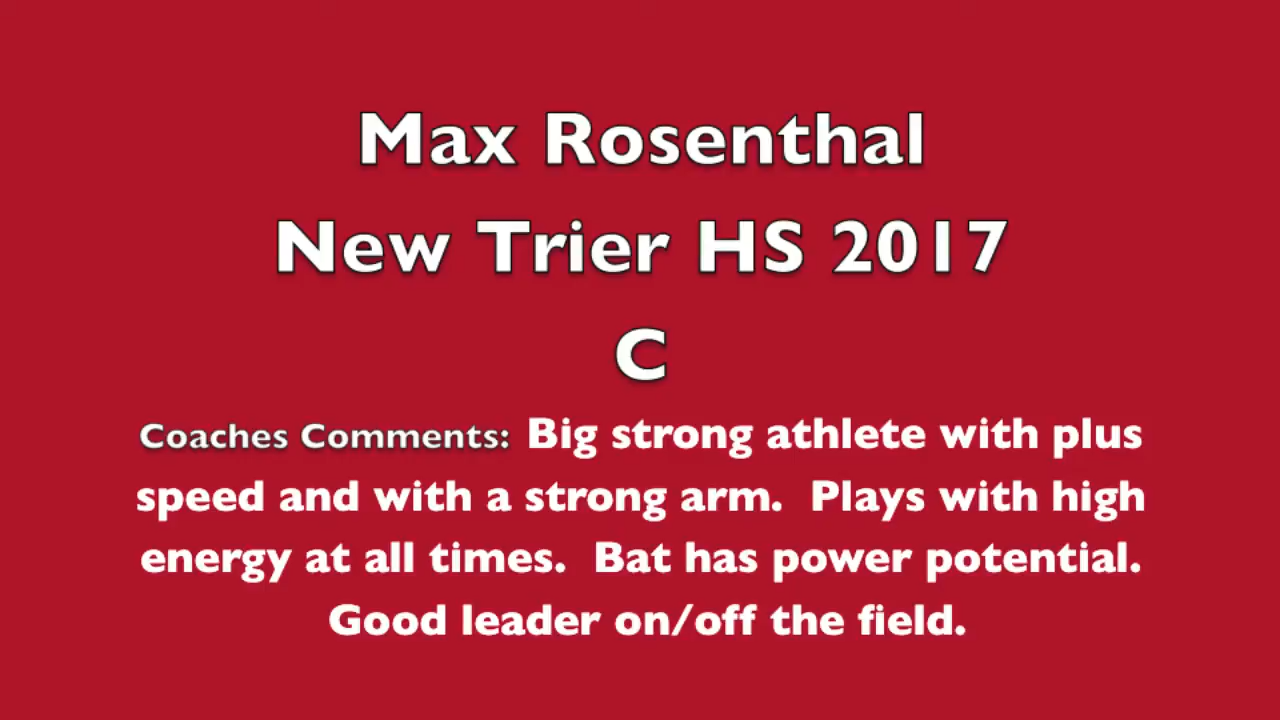 Max Rosenthal
New Trier HS 2017
C
Coaches Comments: Big strong athlete with plus
speed and with a strong arm.  Plays with high
energy at all times.  Bat has power potential.
Good leader on/off the field.